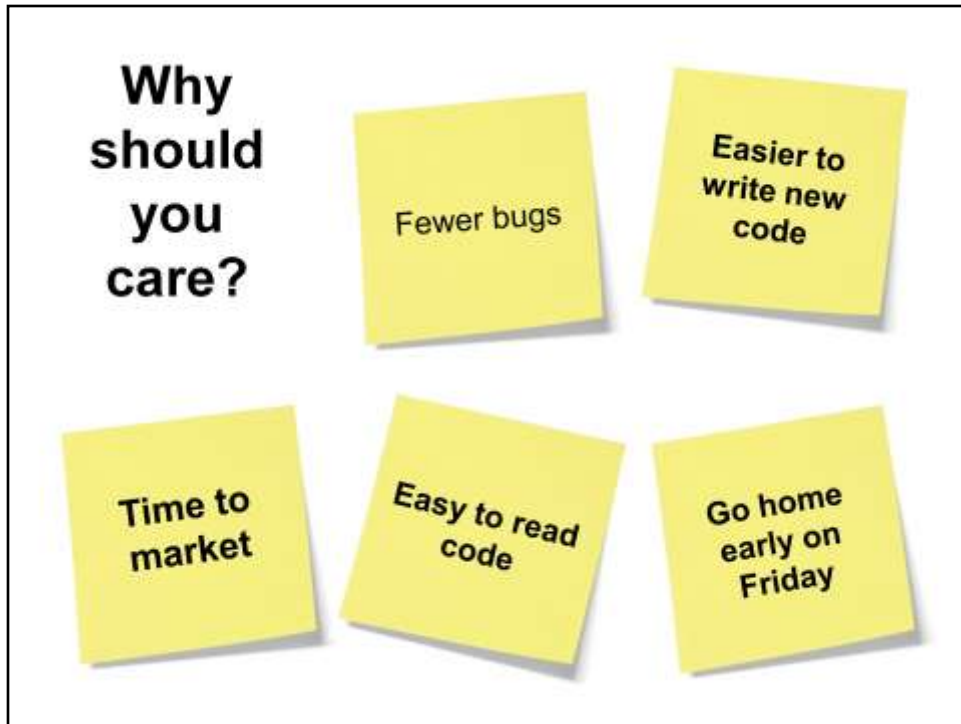 Why
should
you
care?
Fewer bugs
Easier to
write new
code
Time to
market
Easy to read
code
Go home
early on
Friday